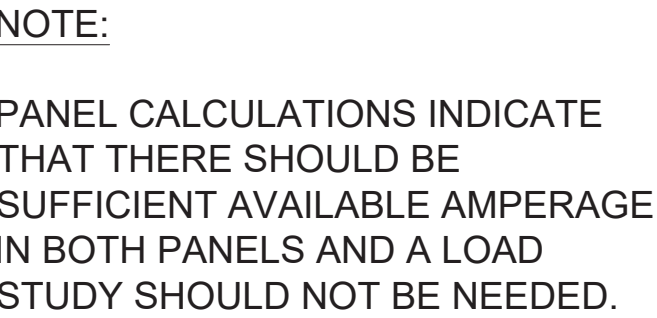 NOTE:
PANEL CALCULATIONS INDICATE
THAT THERE SHOULD BE
SUFFICIENT AVAILABLE AMPERAGE
IN BOTH PANELS AND A LOAD
STUDY SHOULD NOT BE NEEDED.